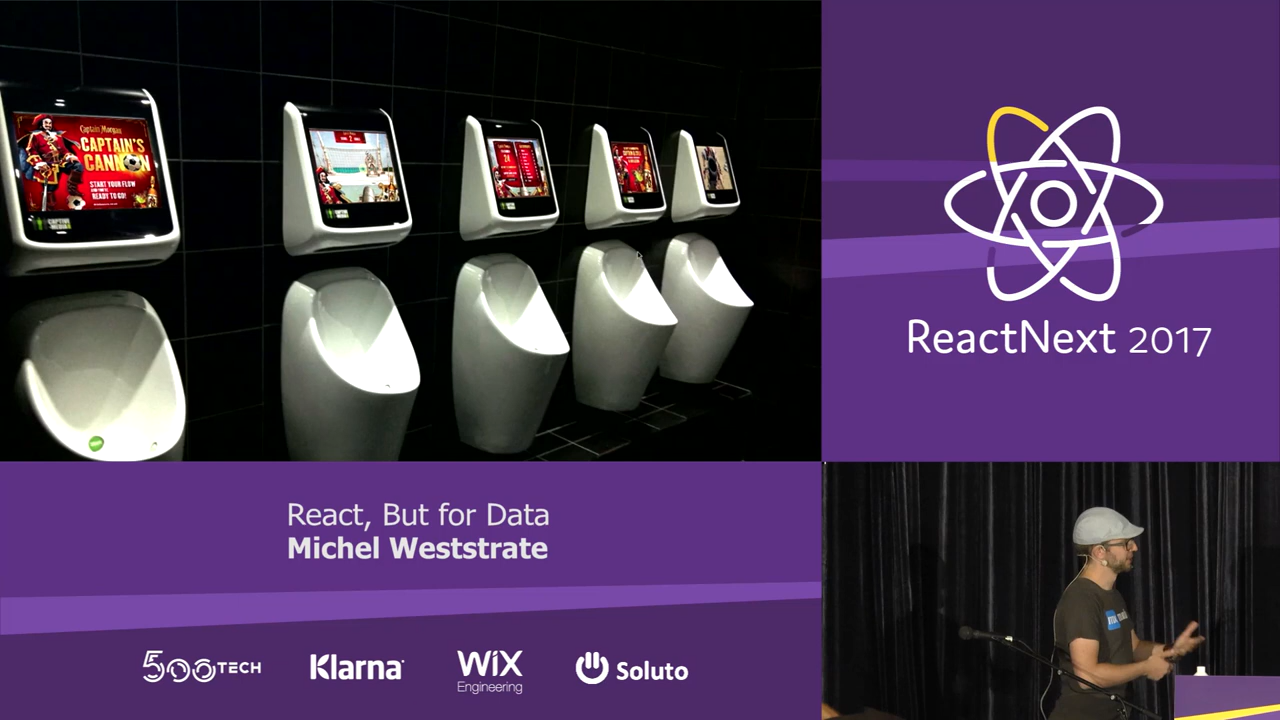 Captain Morgan
CAPTAIN'S
CANNON
START YOUR FLOW
AND YOU'RE
READY TO GO!
ReactNext 2017
React, But for Data
Michel Weststrate
500TECH
Klarna
WiX
Engineering
Soluto